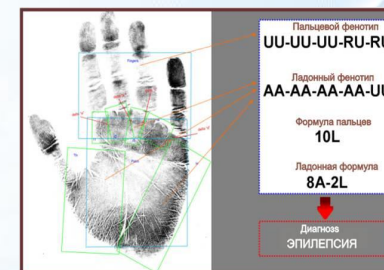 Пальцевой фенотип
UU-UU-UU-RU-RU
Ладонный фенотип
AA-AA-AA-AA-UU
Формула пальцев
10L
Ладонная формула
8A-2L
Диагноз
ЭПИЛЕПСИЯ